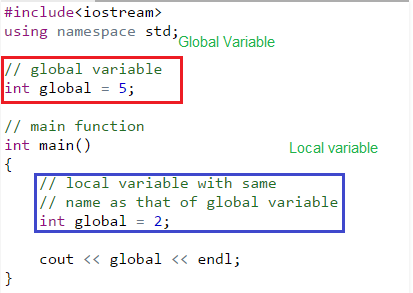 #include<iostream>
using namespace std;
Global Variable
// global variable
int global = 5;
// main function
int main()
Local variable
{
// local variable with same
// name as that of global variable
int global = 2;
cout << global << endl;
}